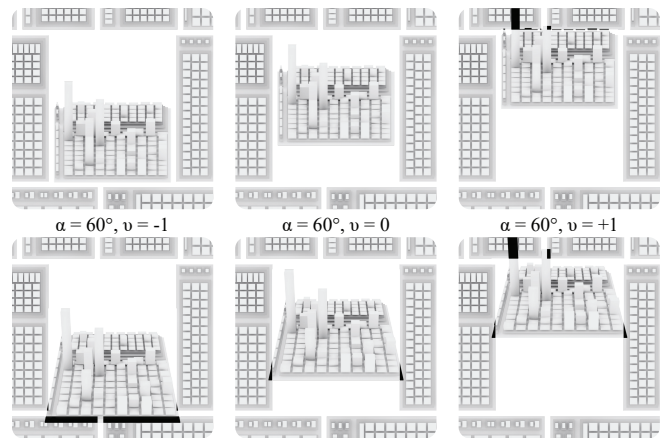 α = 60°, υ = -1
α = 60°, υ = 0
α = 60°, υ = +1